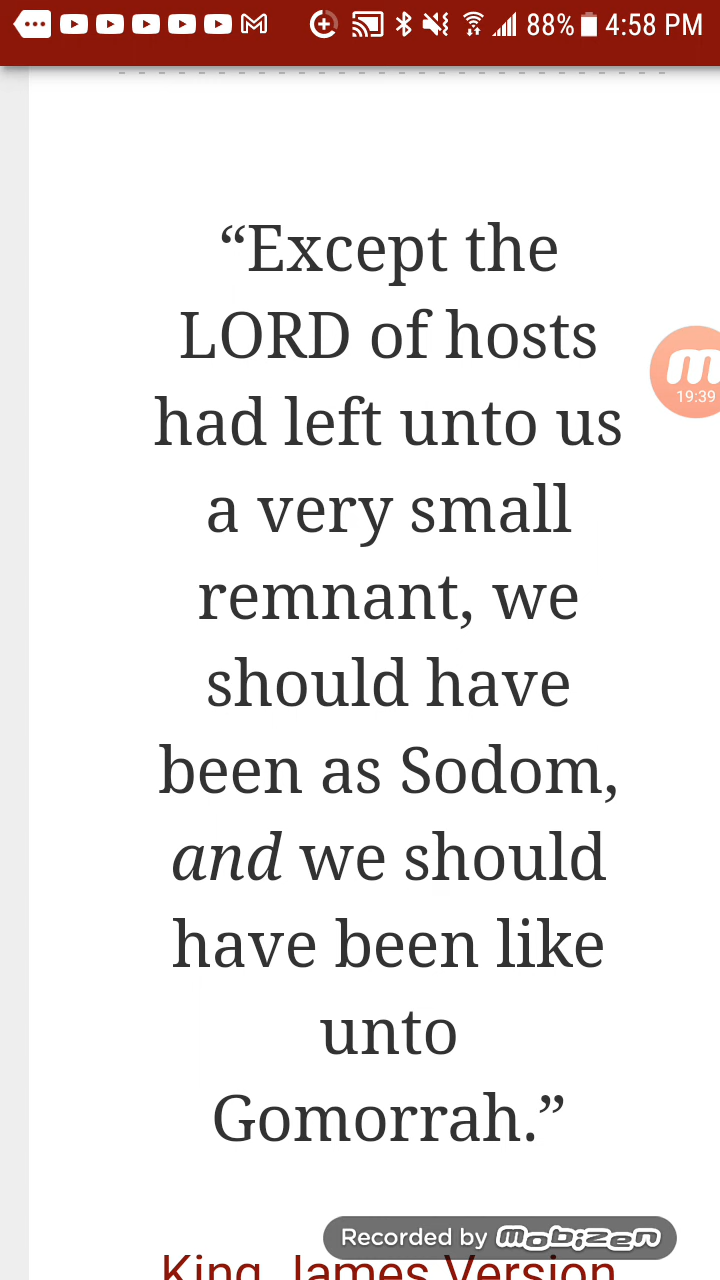 88% 4:58 PM
“Except the
LORD of hosts
had left unto us
a very small
remnant, we
should have
been as Sodom,
and we should
have been like
unto
Gomorrah.”
19:39
Recorded by mobizen
King James Version